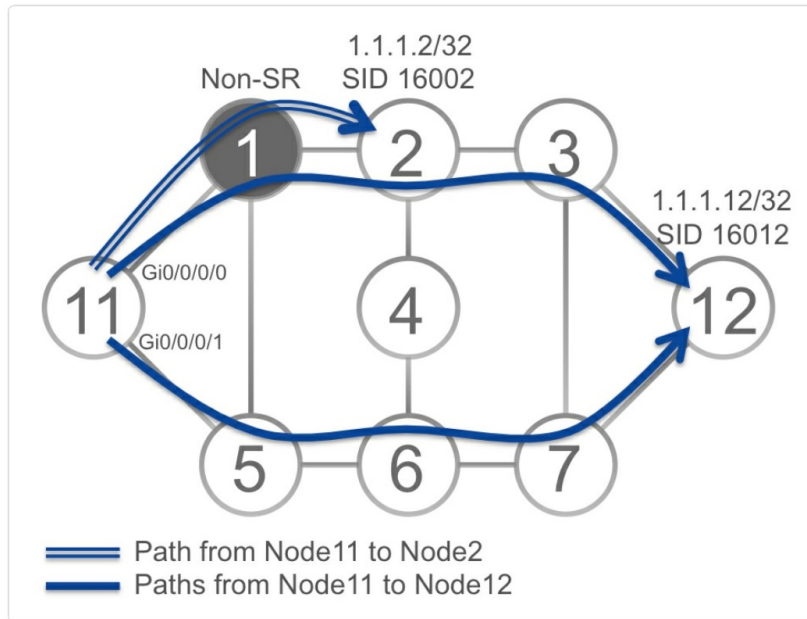 1.1.1.2/32
Non-SR
SID 16002
1
2
3
1.1.1.12/32
SID 16012
Gi0/0/0/0
11
4
12
Gi0/0/0/1
5
6
7
Path from Node11 to Node2
Paths from Node11 to Node12